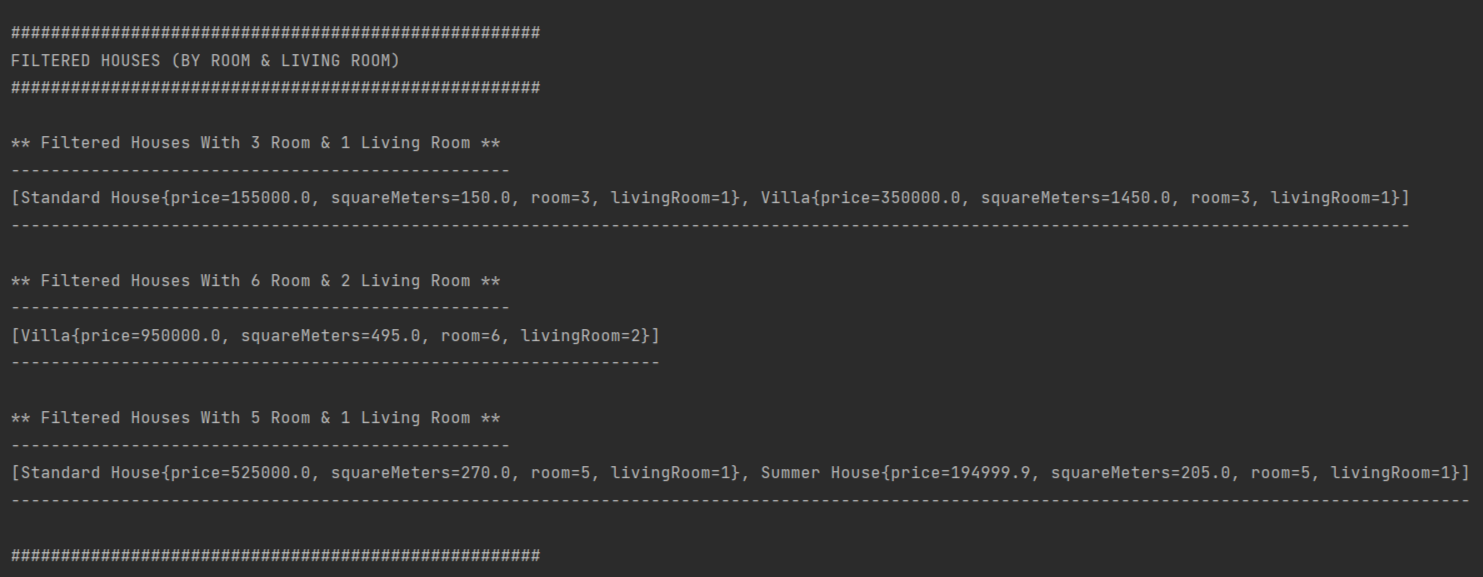 #####################################################
FILTERED HOUSES (BY ROOM & LIVING ROOM)
#####################################################
** Filtered Houses With 3 Room & 1 Living Room **
--------------------------------------------------
[Standard House{price=155000.0, squareMeters=150.0, room=3, livingRoom=1}, Villa{price=350000.0, squareMeters=1450.0, room=3, livingRoom=1}]
--------------------------------------------------------------------------------------------------------------------------------------------
** Filtered Houses With 6 Room & 2 Living Room **
--------------------------------------------------
[Villa{price=950000.0, squareMeters=495.0, room=6, livingRoom=2}]
-----------------------------------------------------------------
** Filtered Houses With 5 Room & 1 Living Room **
--------------------------------------------------
[Standard House{price=525000.0, squareMeters=270.0, room=5, livingRoom=1}, Summer House{price=194999.9, squareMeters=205.0, room=5, livingRoom=1}]
--------------------------------------------------------------------------------------------------------------------------------------------------
#####################################################